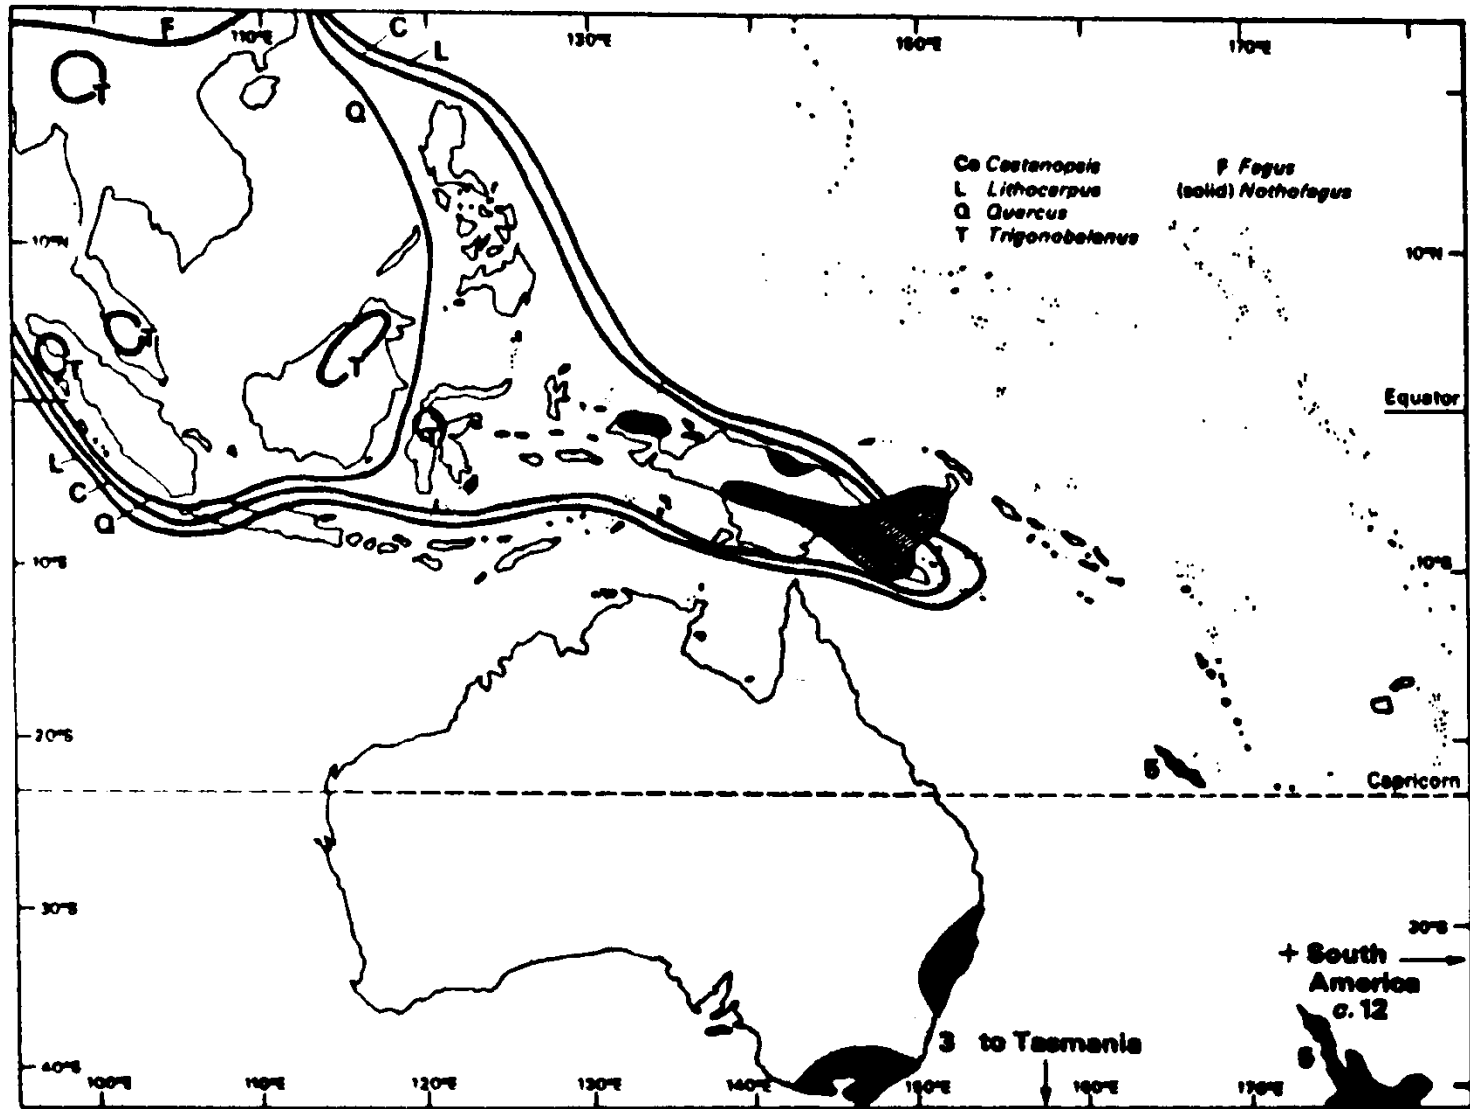 F
110°E
C
130°E
150°E
170°E
L
T
Q
Ca Castanopsis
F Fagus
L Lithocarpus
(solid) Nothofagus
Q Quercus
T Trigonobalanus
10°N
10°N
T
T
T
Equator
T
L
C
Q
10°S
10°S
20°S
5
Capricorn
30°S
30°S
+ South
America
c. 12
3 to Tasmania
5
40°S
100°E
110°E
120°E
130°E
140°E
150°E
160°E
170°E